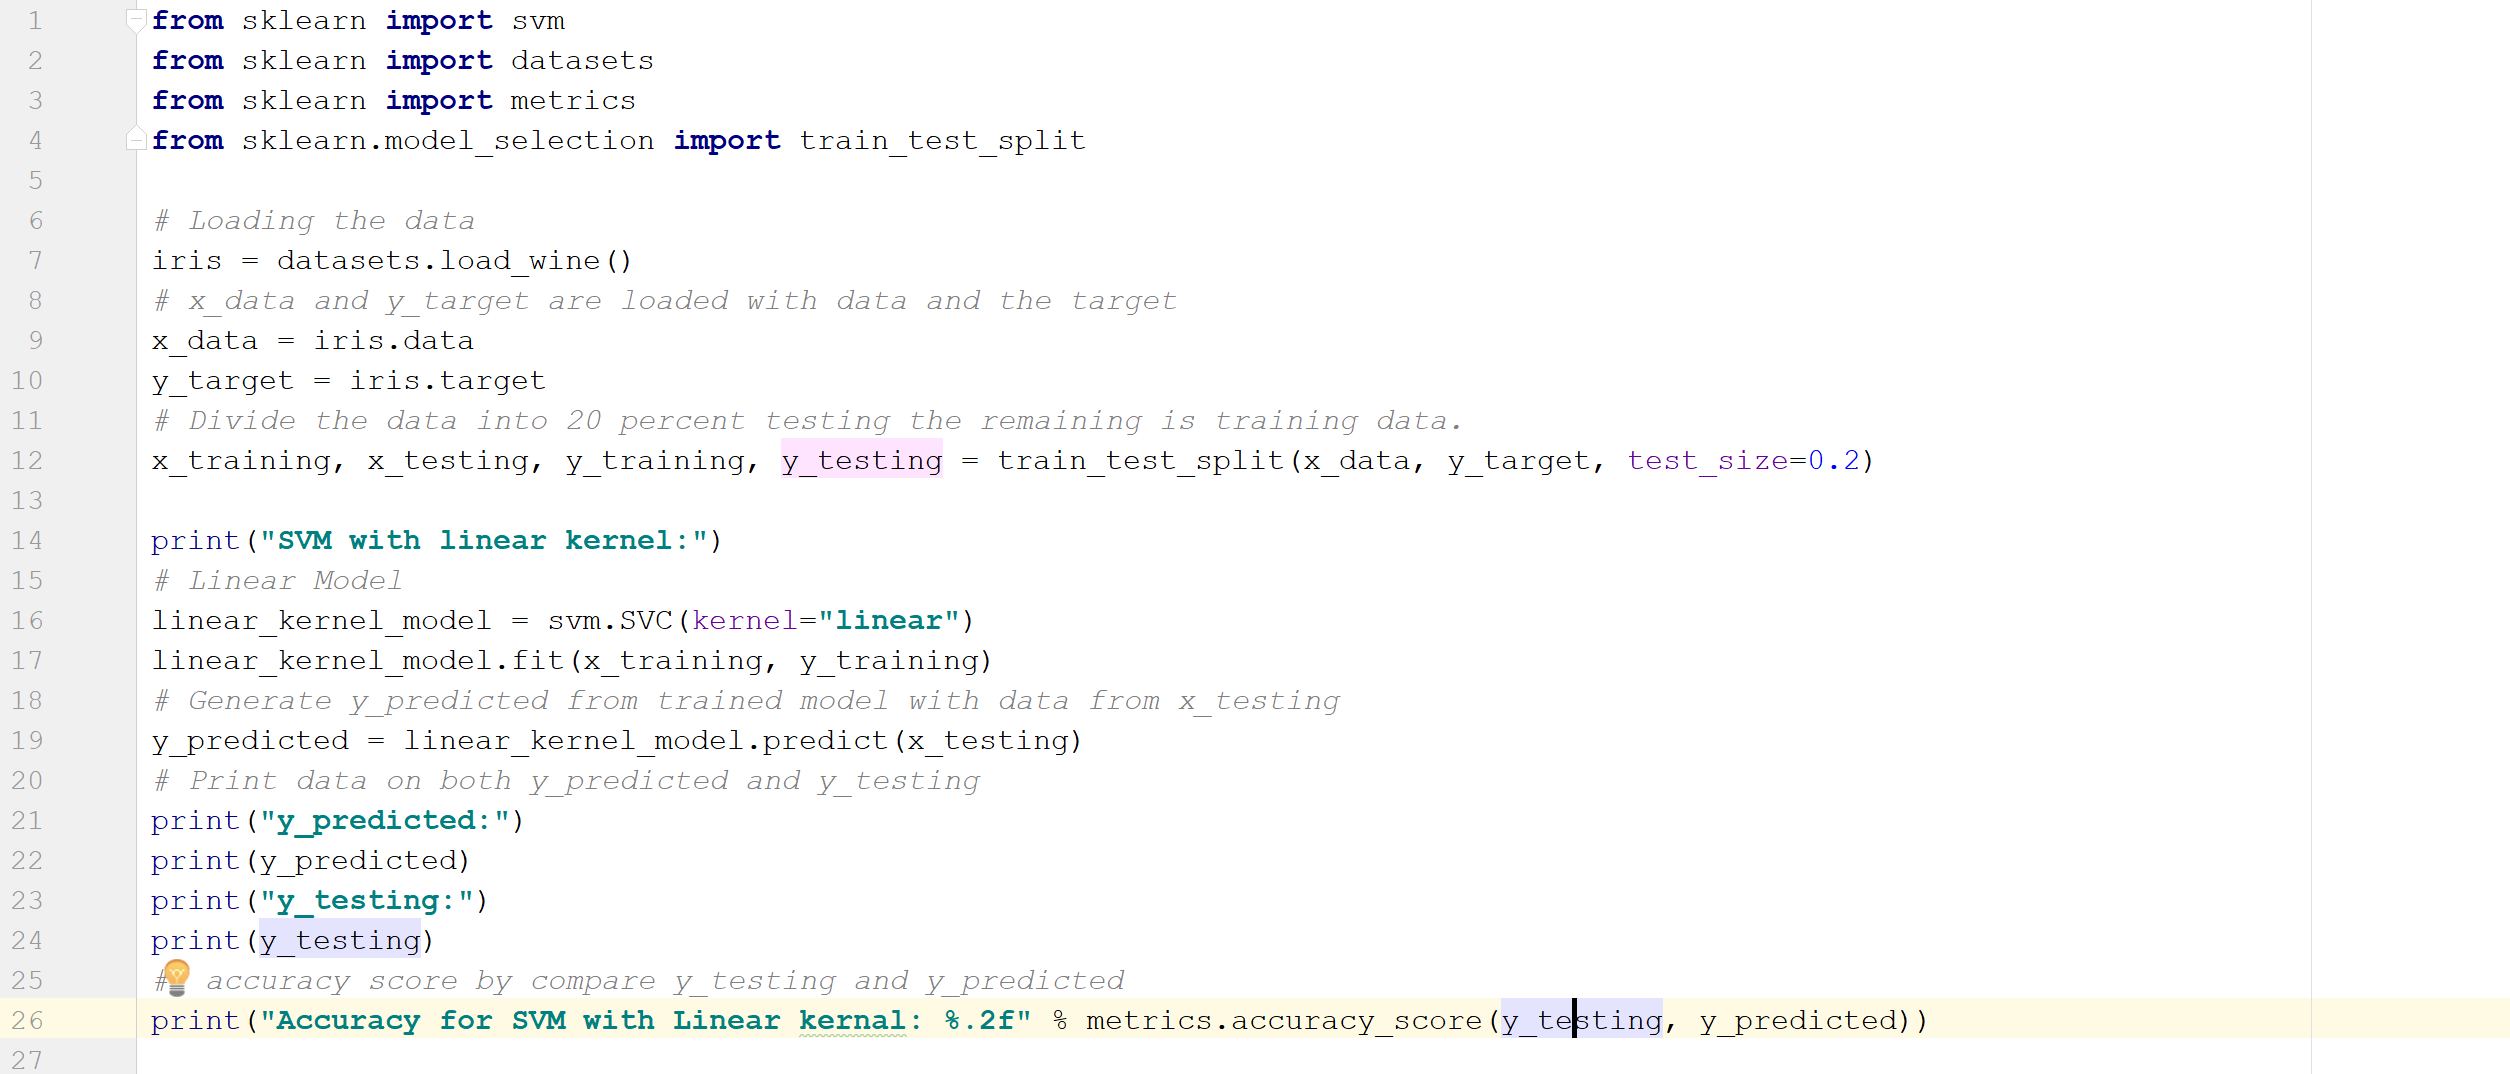 1 from sklearn import svm
2 from sklearn import datasets
3 from sklearn import metrics
4 from sklearn.model_selection import train_test_split
5
6 # Loading the data
7 iris = datasets.load_wine()
8 # x_data and y_target are loaded with data and the target
9 x_data = iris.data
10 y_target = iris.target
11 # Divide the data into 20 percent testing the remaining is training data.
12 x_training, x_testing, y_training, y_testing = train_test_split(x_data, y_target, test_size=0.2)
13
14 print("SVM with linear kernel:")
15 # Linear Model
16 linear_kernel_model = svm.SVC(kernel="linear")
17 linear_kernel_model.fit(x_training, y_training)
18 # Generate y_predicted from trained model with data from x_testing
19 y_predicted = linear_kernel_model.predict(x_testing)
20 # Print data on both y_predicted and y_testing
21 print("y_predicted:")
22 print(y_predicted)
23 print("y_testing:")
24 print(y_testing)
25 # accuracy score by compare y_testing and y_predicted
26 print("Accuracy for SVM with Linear kernal: %.2f" % metrics.accuracy_score(y_testing, y_predicted))
27